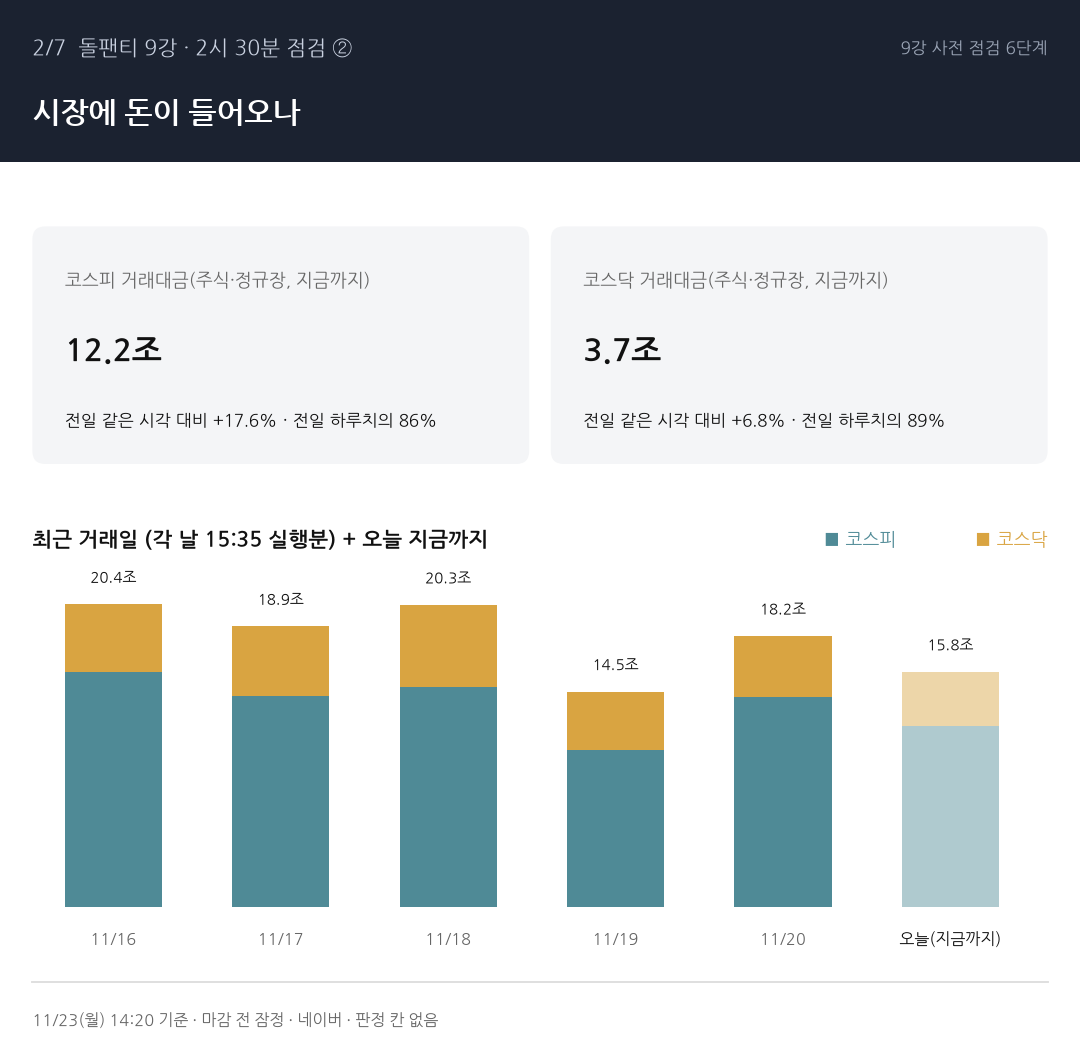 2/7 돌팬티 9강 · 2시 30분 점검 ②
9강 사전 점검 6단계
시장에 돈이 들어오나
코스피 거래대금(주식·정규장, 지금까지)
12.2조
전일 같은 시각 대비 +17.6% · 전일 하루치의 86%
코스닥 거래대금(주식·정규장, 지금까지)
3.7조
전일 같은 시각 대비 +6.8% · 전일 하루치의 89%
최근 거래일 (각 날 15:35 실행분) + 오늘 지금까지
■ 코스피
■ 코스닥
20.4조
18.9조
20.3조
14.5조
18.2조
15.8조
11/16
11/17
11/18
11/19
11/20
오늘(지금까지)
11/23(월) 14:20 기준 · 마감 전 잠정 · 네이버 · 판정 칸 없음